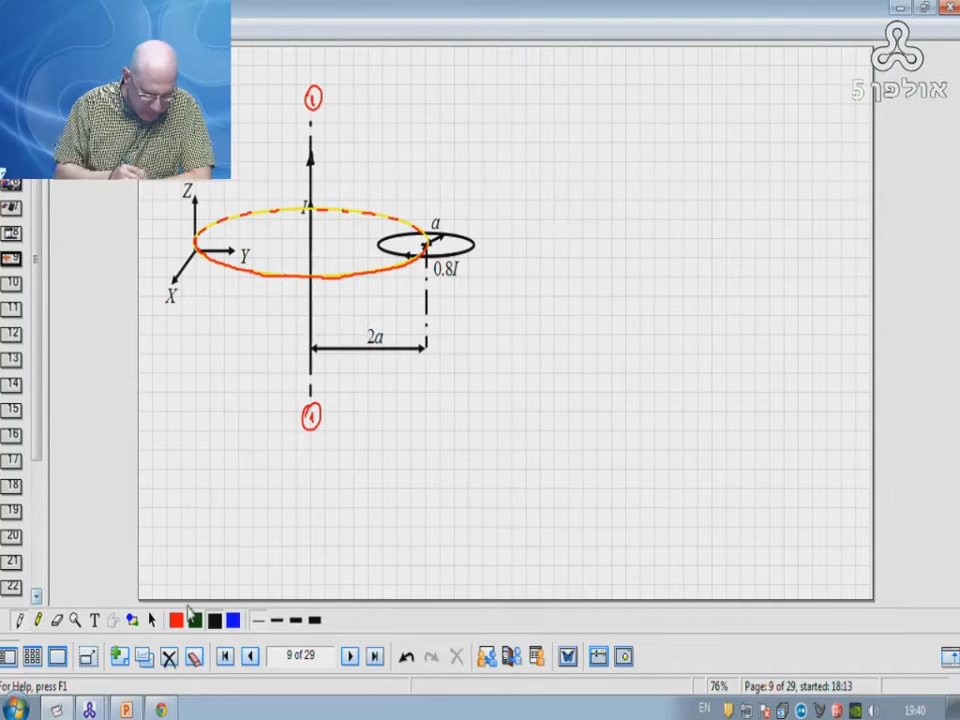 אולפן 5
1
Z
I
a
Y
0.8I
X
2a
1
8
9
10
11
12
13
14
15
16
17
18
19
20
21
22
T
9 of 29
For Help, press F1
76%
Page: 9 of 29, started: 18:13
EN
19:40